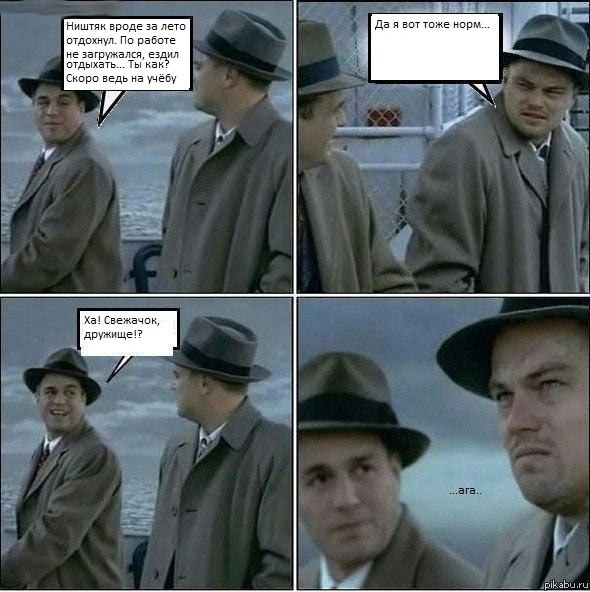 Ништяк вроде за лето
отдохнул. По работе
не загружался, ездил
отдыхать... Ты как?
Скоро ведь на учёбу
Да я вот тоже норм...
Ха! Свежачок,
дружище!?
...ага..
pikabu.ru